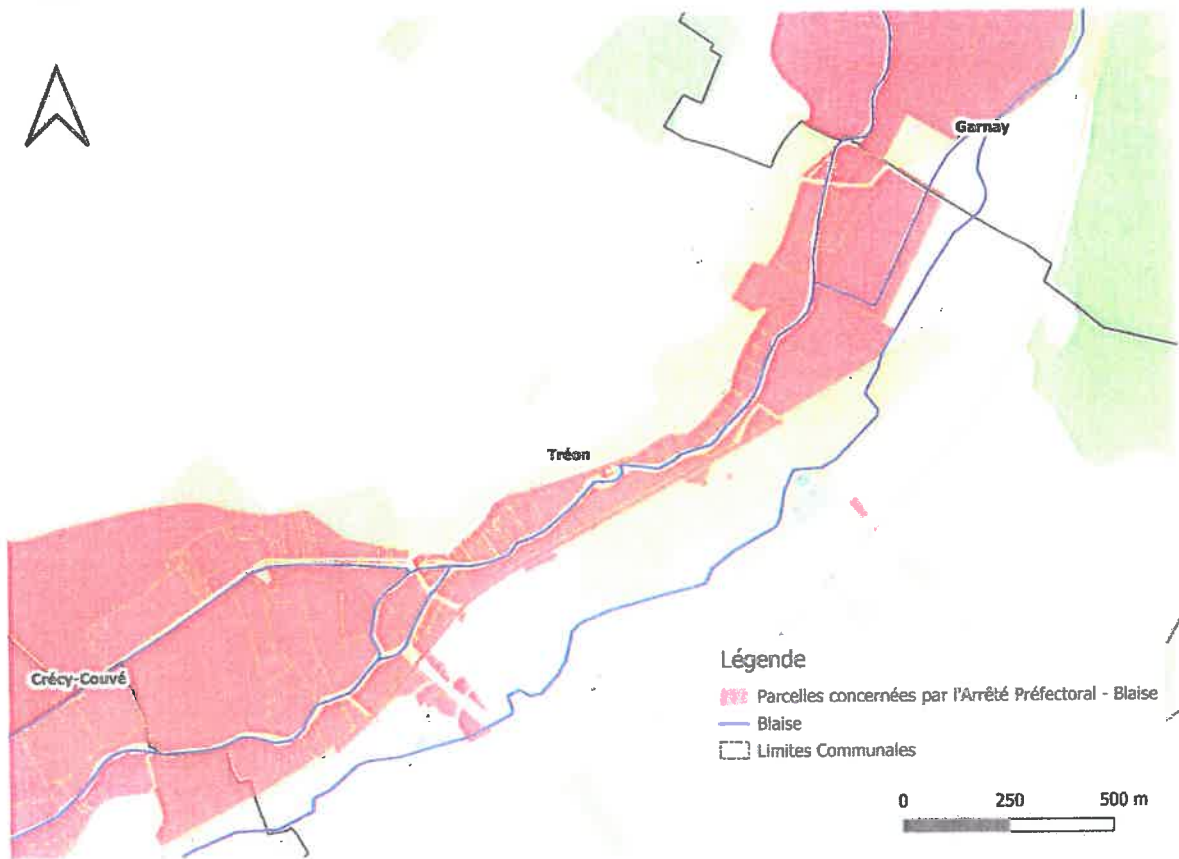 Garnay
Tréon
Crécy-Couvé
Légende
Parcelles concernées par l'Arrêté Préfectoral - Blaise
Blaise
Limites Communales
0 250 500 m